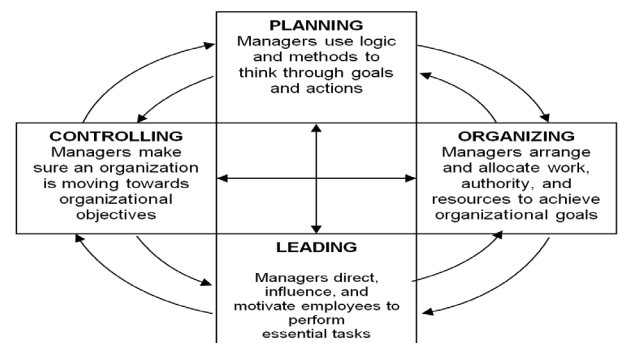 PLANNING
Managers use logic
and methods to
think through goals
and actions
CONTROLLING
Managers make
sure an organization
is moving towards
organizational
objectives
ORGANIZING
Managers arrange
and allocate work,
authority, and
resources to achieve
organizational goals
LEADING
Managers direct,
influence, and
motivate employees to
perform
essential tasks